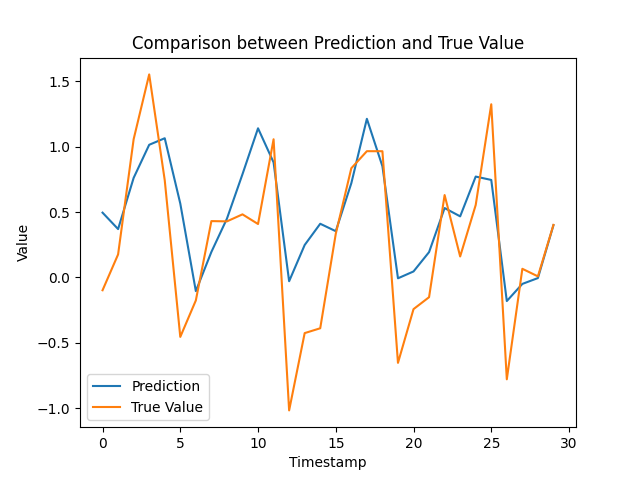 Comparison between Prediction and True Value
Value
1.5
1.0
0.5
0.0
−0.5
−1.0
Prediction
True Value
0 5 10 15 20 25 30
Timestamp